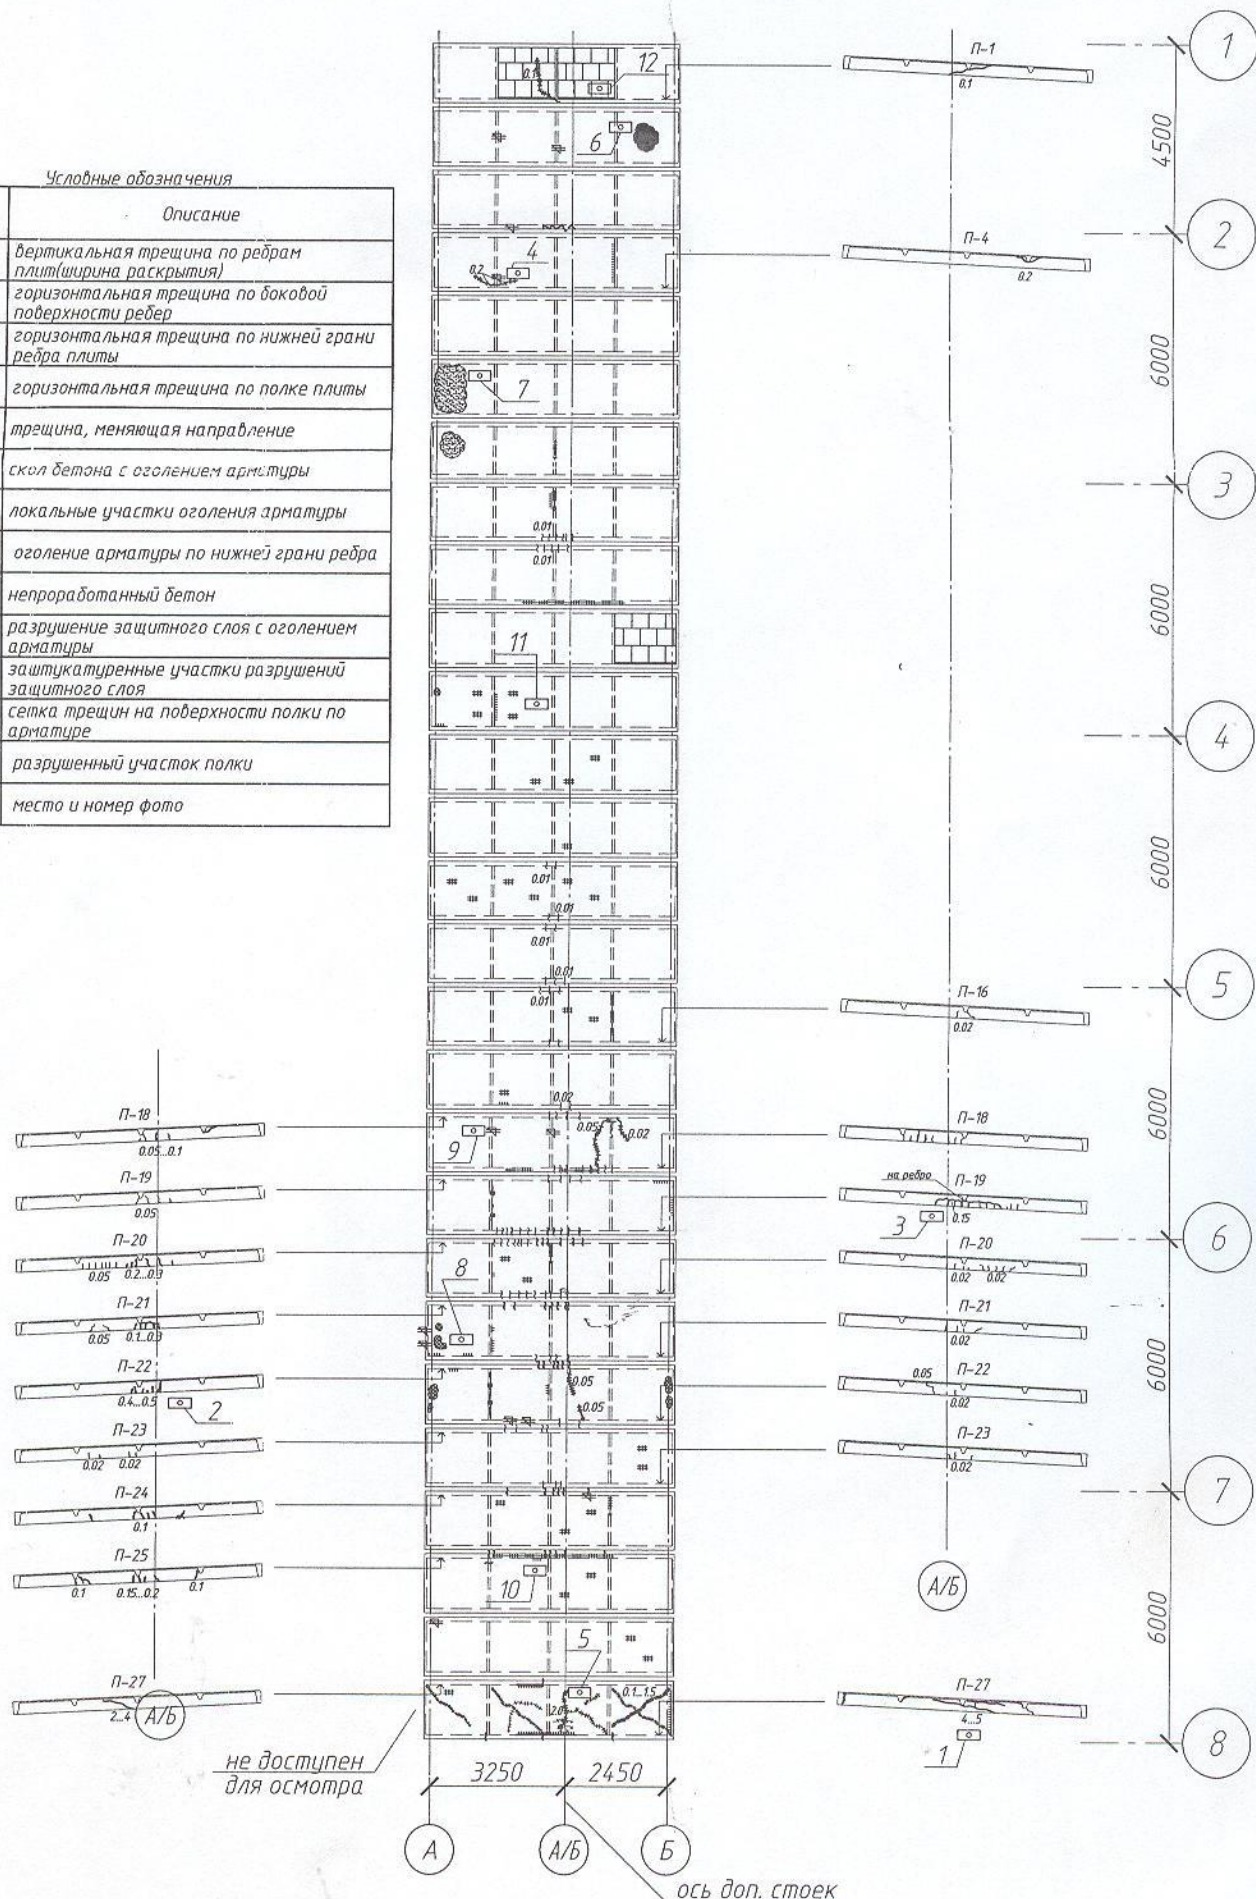 Условные обозначения
Описание
вертикальная трещина по ребрам
плит(ширина раскрытия)
горизонтальная трещина по боковой
поверхности ребер
горизонтальная трещина по нижней грани
ребра плиты
горизонтальная трещина по полке плиты
трещина, меняющая направление
скол бетона с оголением арматуры
локальные участки оголения арматуры
оголение арматуры по нижней грани ребра
непроработанный бетон
разрушение защитного слоя с оголением
арматуры
заштукатуренные участки разрушений
защитного слоя
сетка трещин на поверхности полки по
арматуре
разрушенный участок полки
место и номер фото
П-18
0.05...0.1
П-19
0.05
П-20
0.05 0.2...0.3
П-21
0.05 0.1...0.3
П-22
0.4...0.5
2
П-23
0.02 0.02
П-24
0.1
П-25
0.1 0.15...0.2 0.1
П-27
2...4
А/Б
не доступен
для осмотра
0.1
12
6
4
0.2
7
0.01
0.01
11
0.01
0.01
0.01
0.01
0.01
0.02
9
0.05
0.02
8
0.05
0.05
10
5
0.1...1.5
2.0
3250
2450
А
А/Б
Б
ось доп. стоек
П-1
0.1
П-4
0.2
П-16
0.02
П-18
на ребро
П-19
0.15
3
П-20
0.02 0.02
П-21
0.02
П-22
0.05
0.02
П-23
0.02
А/Б
П-27
4...5
1
1
4500
2
6000
3
6000
4
6000
5
6000
6
6000
7
6000
8